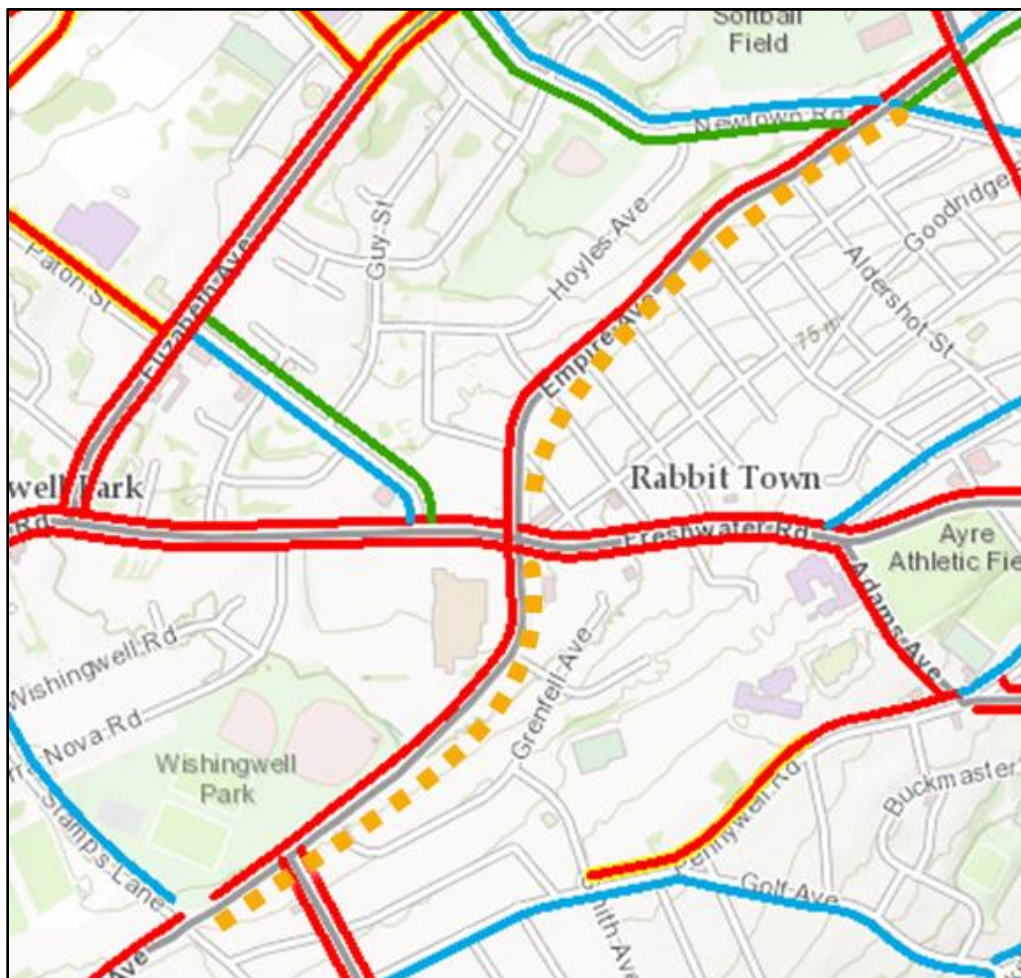 Softball
Field
Newtown Rd
Goodridge
Guy St
Hoyles Ave
Aldershot St
Paton St
Elizabeth Ave
75 m
Empire Ave
well Park
Rabbit Town
Rd
Freshwater Rd
Ayre
Athletic Fie
Adams Ave
Wishingwell Rd
Grenfell Ave
Nova Rd
Wishingwell
Park
Pennywell Rd
Buckmaster
Stamps Lane
Golf Ave
Smith Ave
Ave